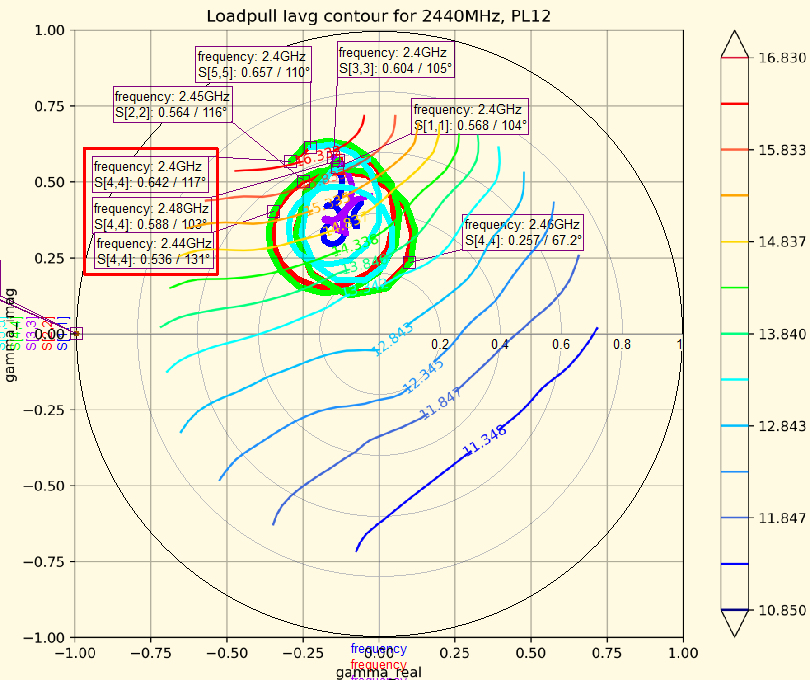 Loadpull Iavg contour for 2440MHz, PL12
frequency: 2.4GHz
S[5,5]: 0.657 / 110°
frequency: 2.4GHz
S[3,3]: 0.604 / 105°
frequency: 2.45GHz
S[2,2]: 0.564 / 116°
frequency: 2.4GHz
S[1,1]: 0.568 / 104°
frequency: 2.4GHz
S[4,4]: 0.642 / 117°
frequency: 2.48GHz
S[4,4]: 0.588 / 103°
frequency: 2.44GHz
S[4,4]: 0.536 / 131°
frequency: 2.46GHz
S[4,4]: 0.257 / 67.2°
14.336
12.843
12.345
11.847
11.348
0.2
0.4
0.6
0.8
1
1.00
0.75
0.50
0.25
0.00
−0.25
−0.50
−0.75
−1.00
gamma_imag
−1.00
−0.75
−0.50
−0.25
0.00
0.25
0.50
0.75
1.00
frequency
frequency
gamma_real
16.830
15.833
14.837
13.840
12.843
11.847
10.850